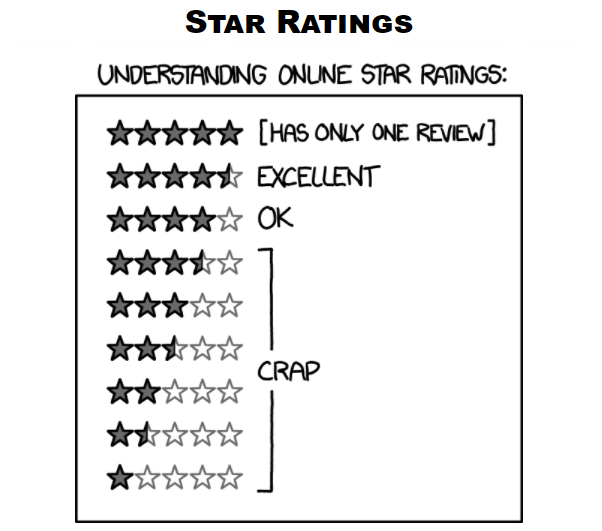 Star Ratings
UNDERSTANDING ONLINE STAR RATINGS:
[HAS ONLY ONE REVIEW]
EXCELLENT
OK
CRAP